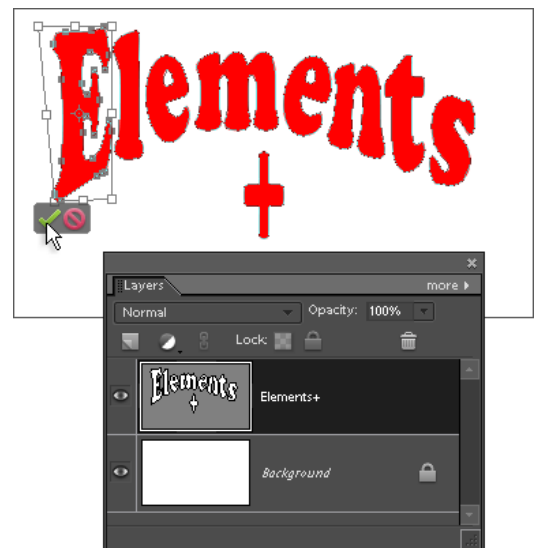 Elements
+
Layers
more
Normal
Opacity: 100%
Lock:
Elements
+
Elements+
Background